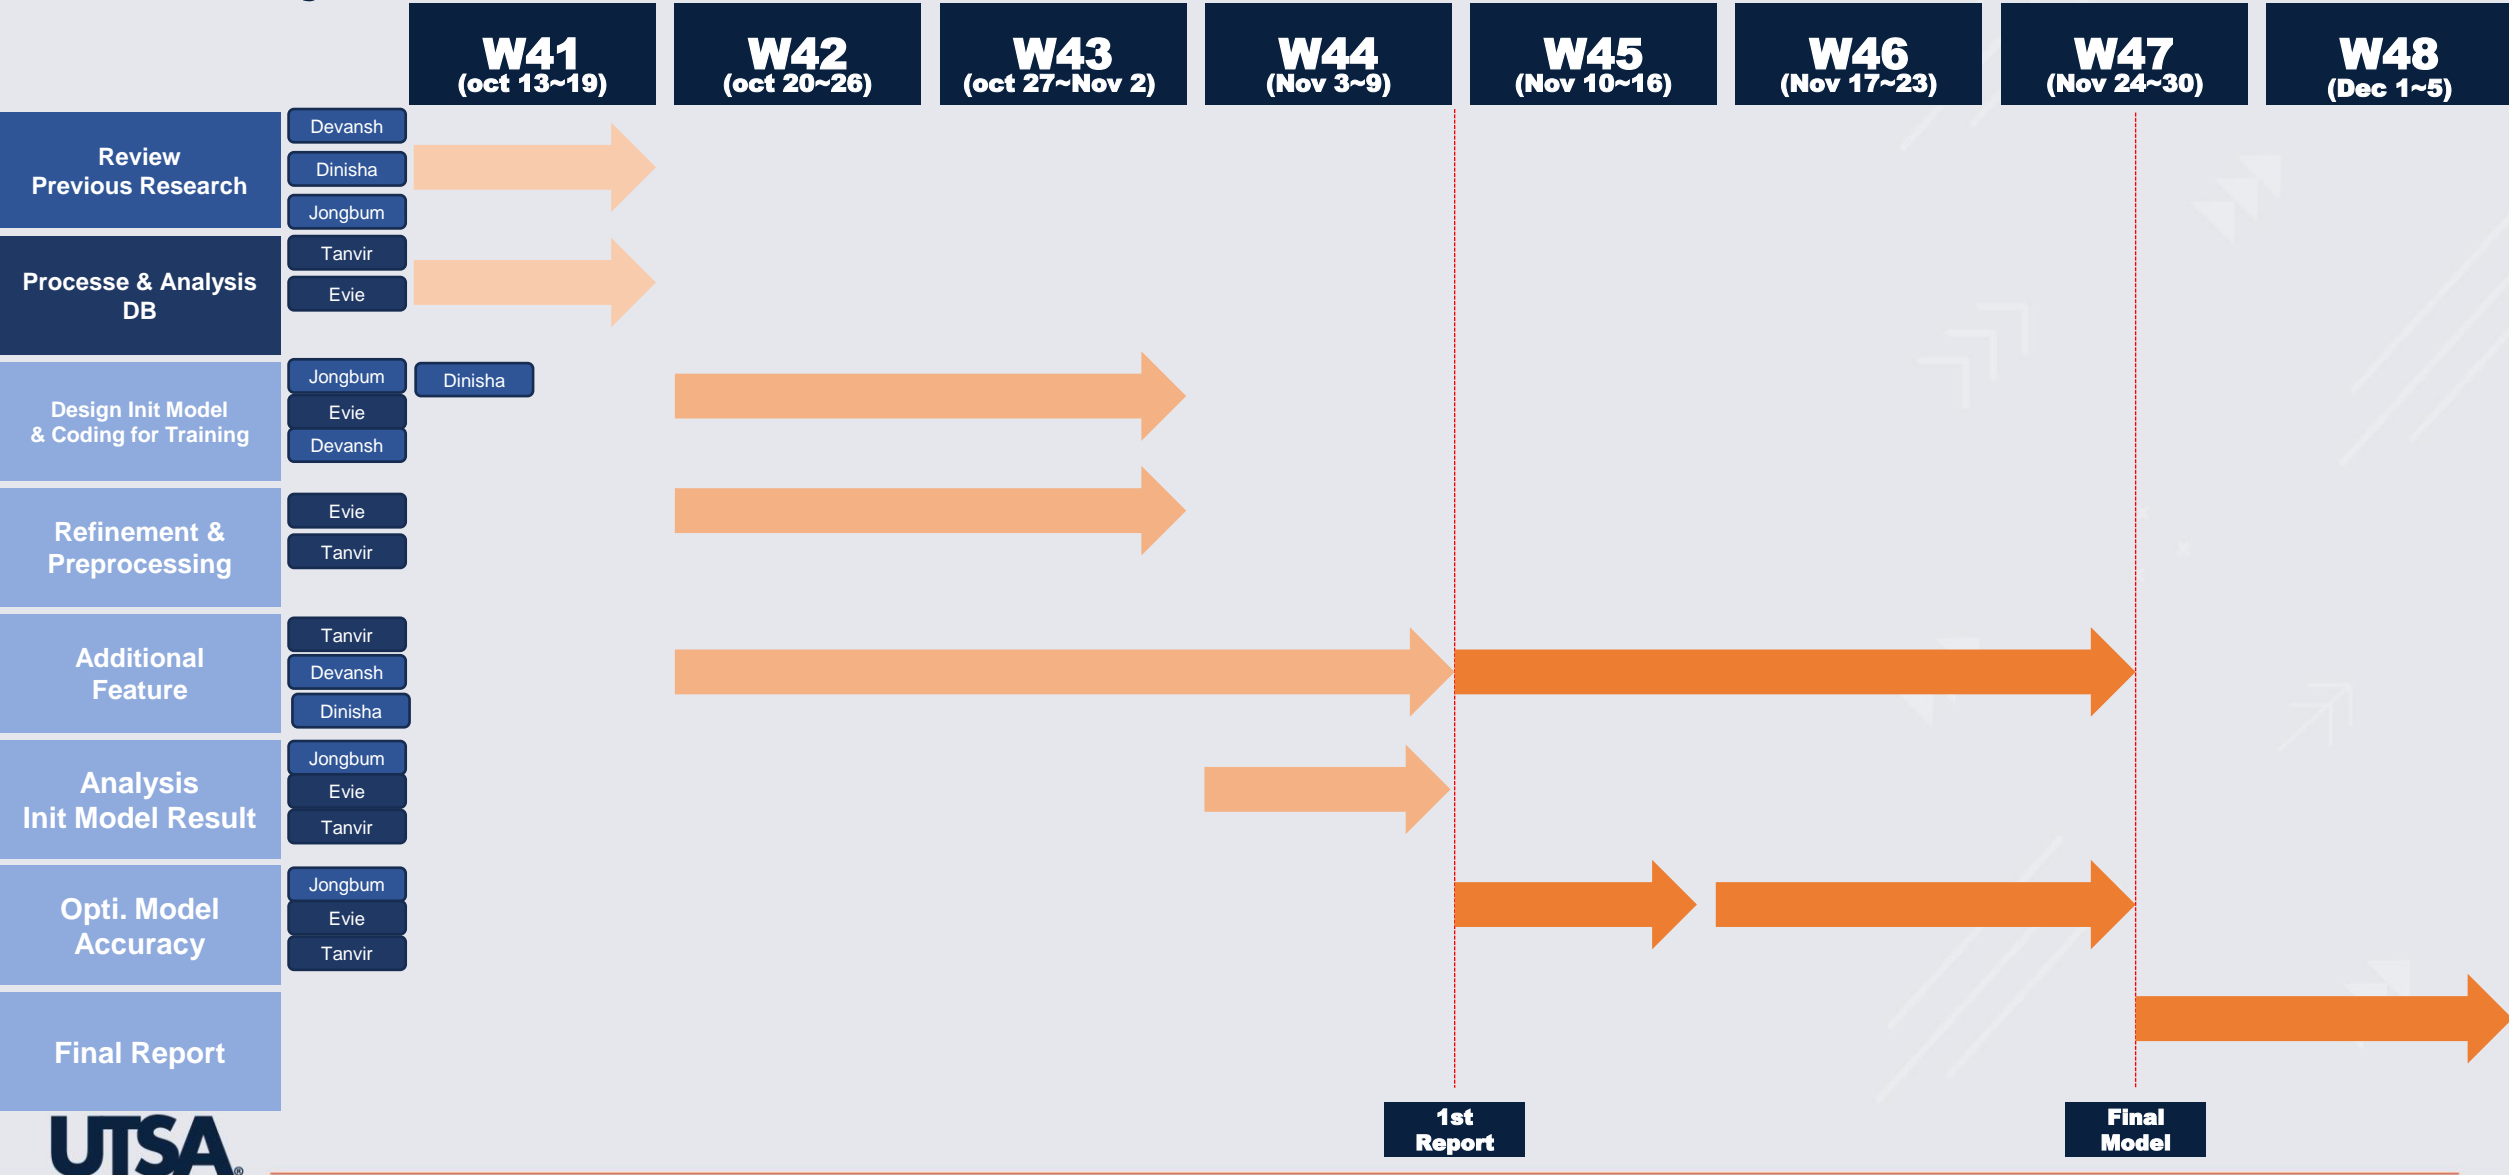 W41
(oct 13~19)
W42
(oct 20~26)
W43
(oct 27~Nov 2)
W44
(Nov 3~9)
W45
(Nov 10~16)
W46
(Nov 17~23)
W47
(Nov 24~30)
W48
(Dec 1~5)
Review
Previous Research
Devansh
Dinisha
Jongbum
Processe & Analysis
DB
Tanvir
Evie
Design Init Model
& Coding for Training
Jongbum
Dinisha
Evie
Devansh
Refinement &
Preprocessing
Evie
Tanvir
Additional
Feature
Tanvir
Devansh
Dinisha
Analysis
Init Model Result
Jongbum
Evie
Tanvir
Opti. Model
Accuracy
Jongbum
Evie
Tanvir
Final Report
1st
Report
Final
Model
UTSA®